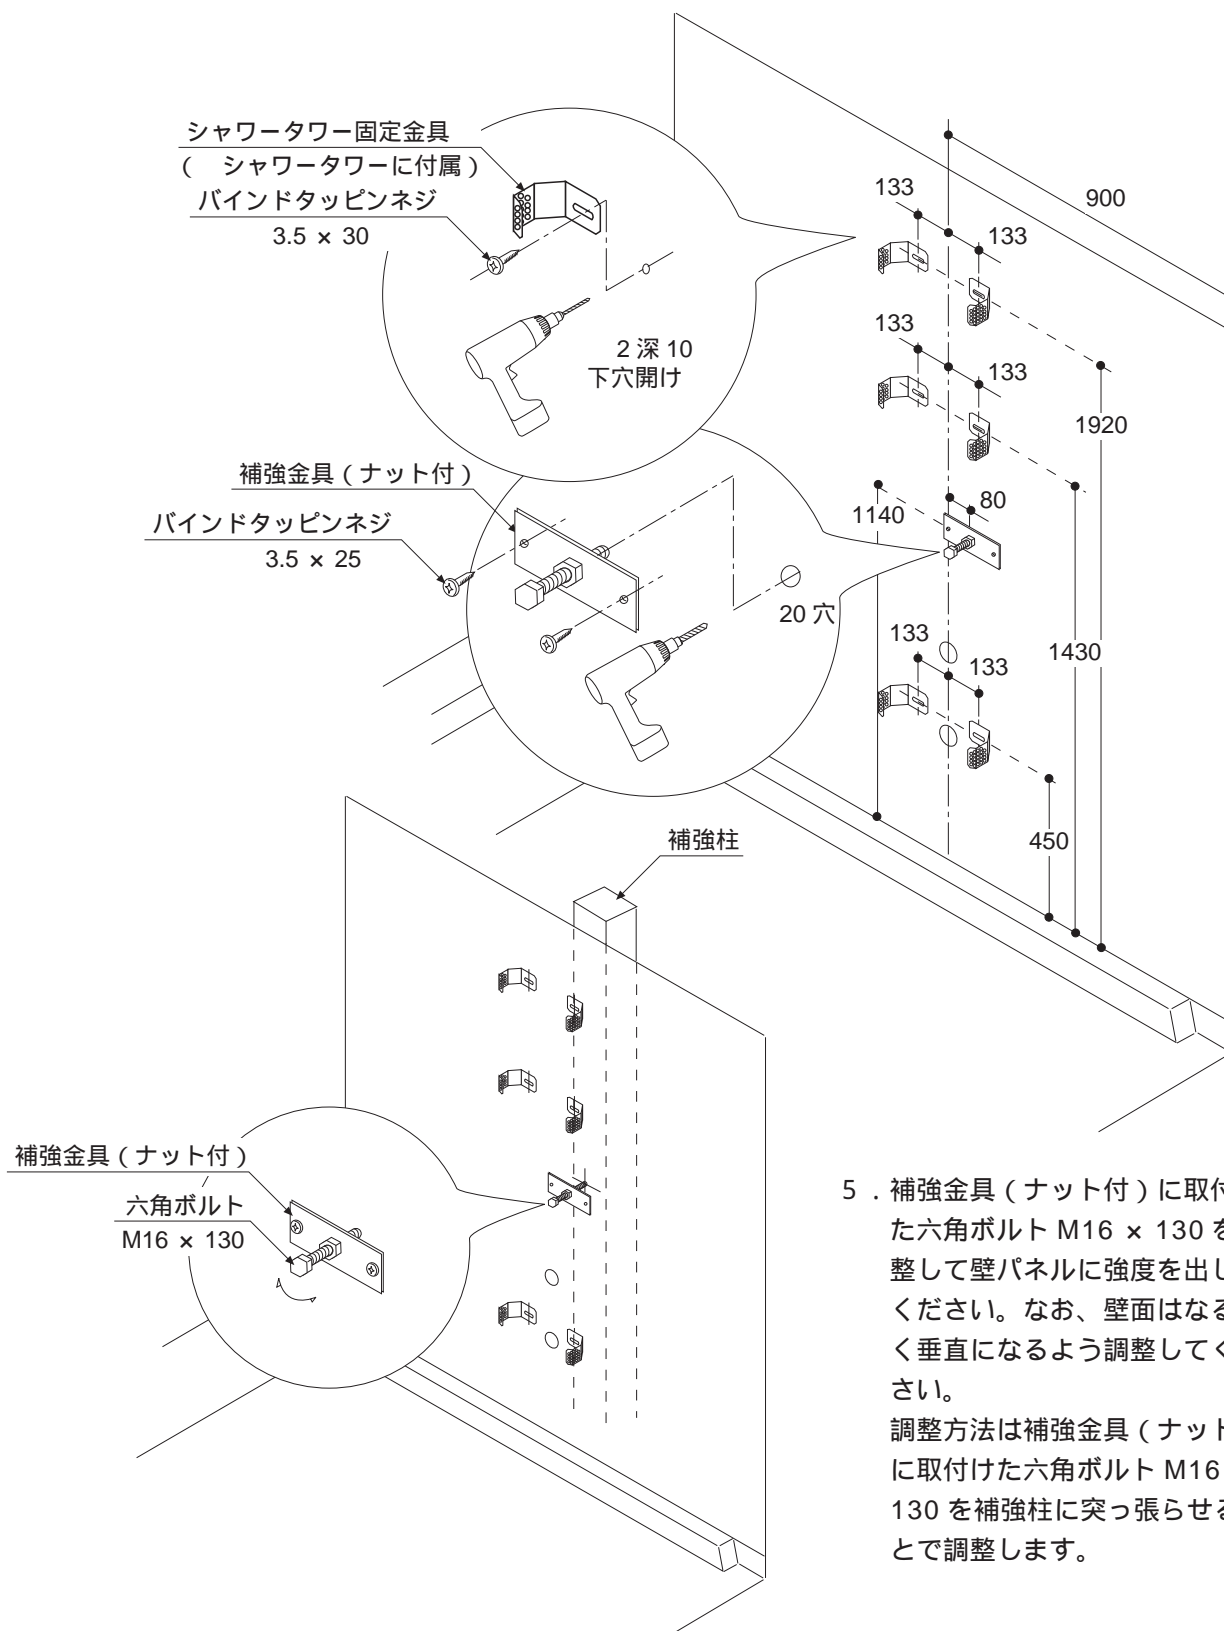 シャワータワー固定金具
(　シャワータワーに付属)
バインドタッピンネジ
3.5 × 30
2 深 10
下穴開け
補強金具(ナット付)
バインドタッピンネジ
3.5 × 25
20 穴
900
133
133
133
133
1920
80
1140
133
133
1430
450
補強柱
補強金具(ナット付)
六角ボルト
M16 × 130
5 . 補強金具(ナット付)に取付
た六角ボルト M16 × 130 を
整して壁パネルに強度を出し
ください。なお、壁面はなる
く垂直になるよう調整してく
さい。
調整方法は補強金具(ナット
に取付けた六角ボルト M16
130 を補強柱に突っ張らせる
とで調整します。